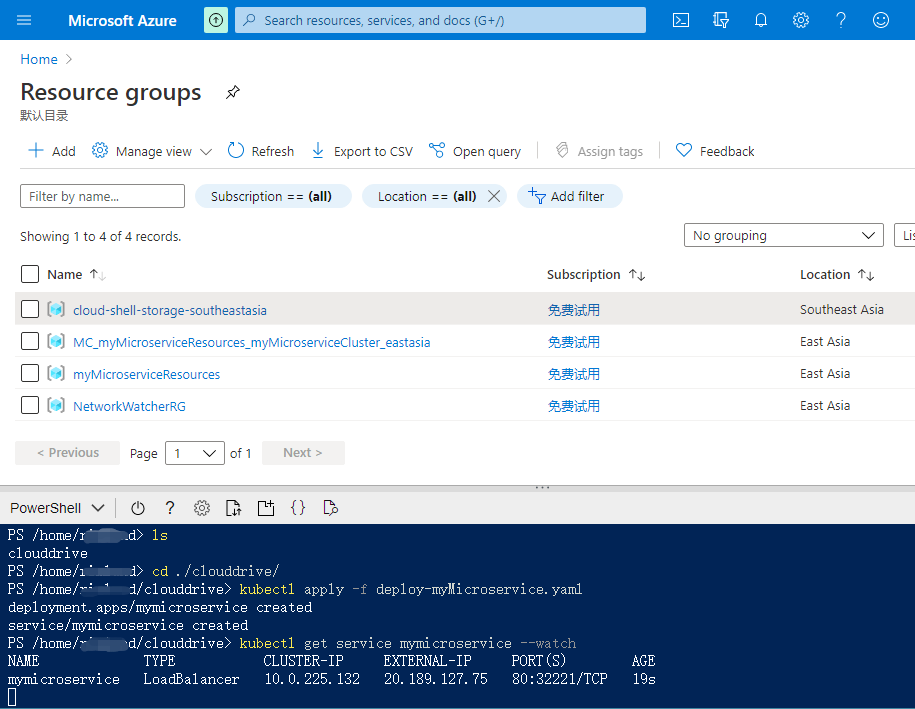 Microsoft Azure Search resources, services, and docs (G+/)
Home
Resource groups
默认目录
Add Manage view Refresh Export to CSV Open query Assign tags Feedback
Filter by name... Subscription == (all) Location == (all) Add filter
Showing 1 to 4 of 4 records. No grouping
Name Subscription Location
cloud-shell-storage-southeastasia 免费试用 Southeast Asia
MC_myMicroserviceResources_myMicroserviceCluster_eastasia 免费试用 East Asia
myMicroserviceResources 免费试用 East Asia
NetworkWatcherRG 免费试用 East Asia
< Previous Page 1 of 1 Next >
PowerShell
PS /home/ ls
clouddrive
PS /home/ cd ./clouddrive/
PS /home/ /clouddrive> kubectl apply -f deploy-myMicroservice.yaml
deployment.apps/mymicroservice created
service/mymicroservice created
PS /home/ /clouddrive> kubectl get service mymicroservice --watch
NAME TYPE CLUSTER-IP EXTERNAL-IP PORT(S) AGE
mymicroservice LoadBalancer 10.0.225.132 20.189.127.75 80:32221/TCP 19s